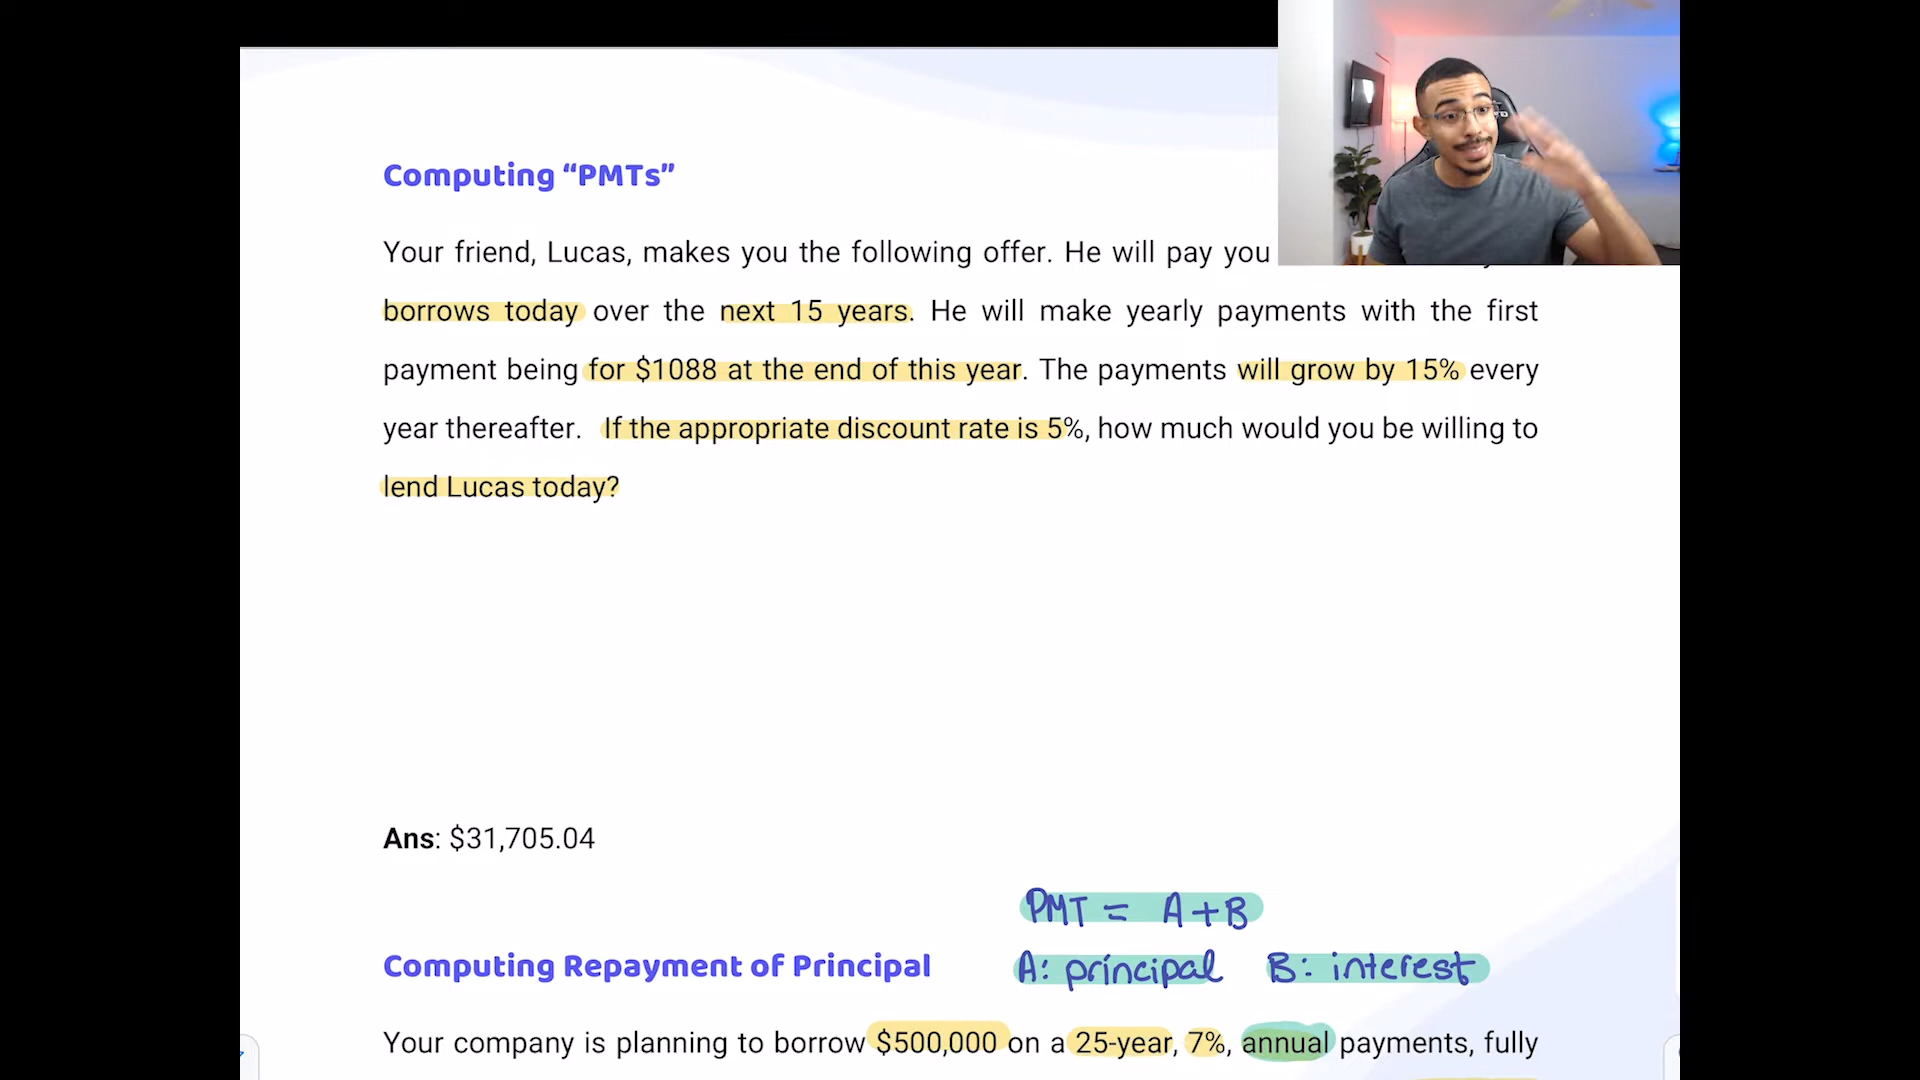 Computing “PMTs”
Your friend, Lucas, makes you the following offer. He will pay you
borrows today over the next 15 years. He will make yearly payments with the first
payment being for $1088 at the end of this year. The payments will grow by 15% every
year thereafter. If the appropriate discount rate is 5%, how much would you be willing to
lend Lucas today?
Ans: $31,705.04
PMT = A+B
Computing Repayment of Principal
A: principal B: interest
Your company is planning to borrow $500,000 on a 25-year, 7%, annual payments, fully